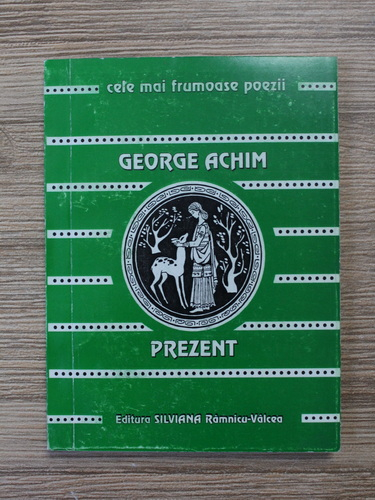 cele mai frumoase poezii
GEORGE ACHIM
PREZENT
Editura SILVIANA Râmnicu-Vâlcea